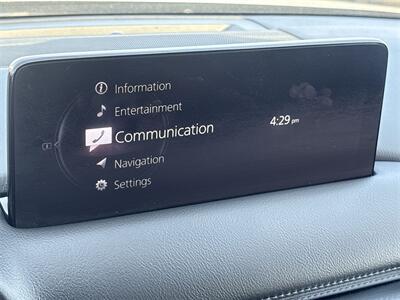 Information
Entertainment
Communication
4:29 pm
Navigation
Settings